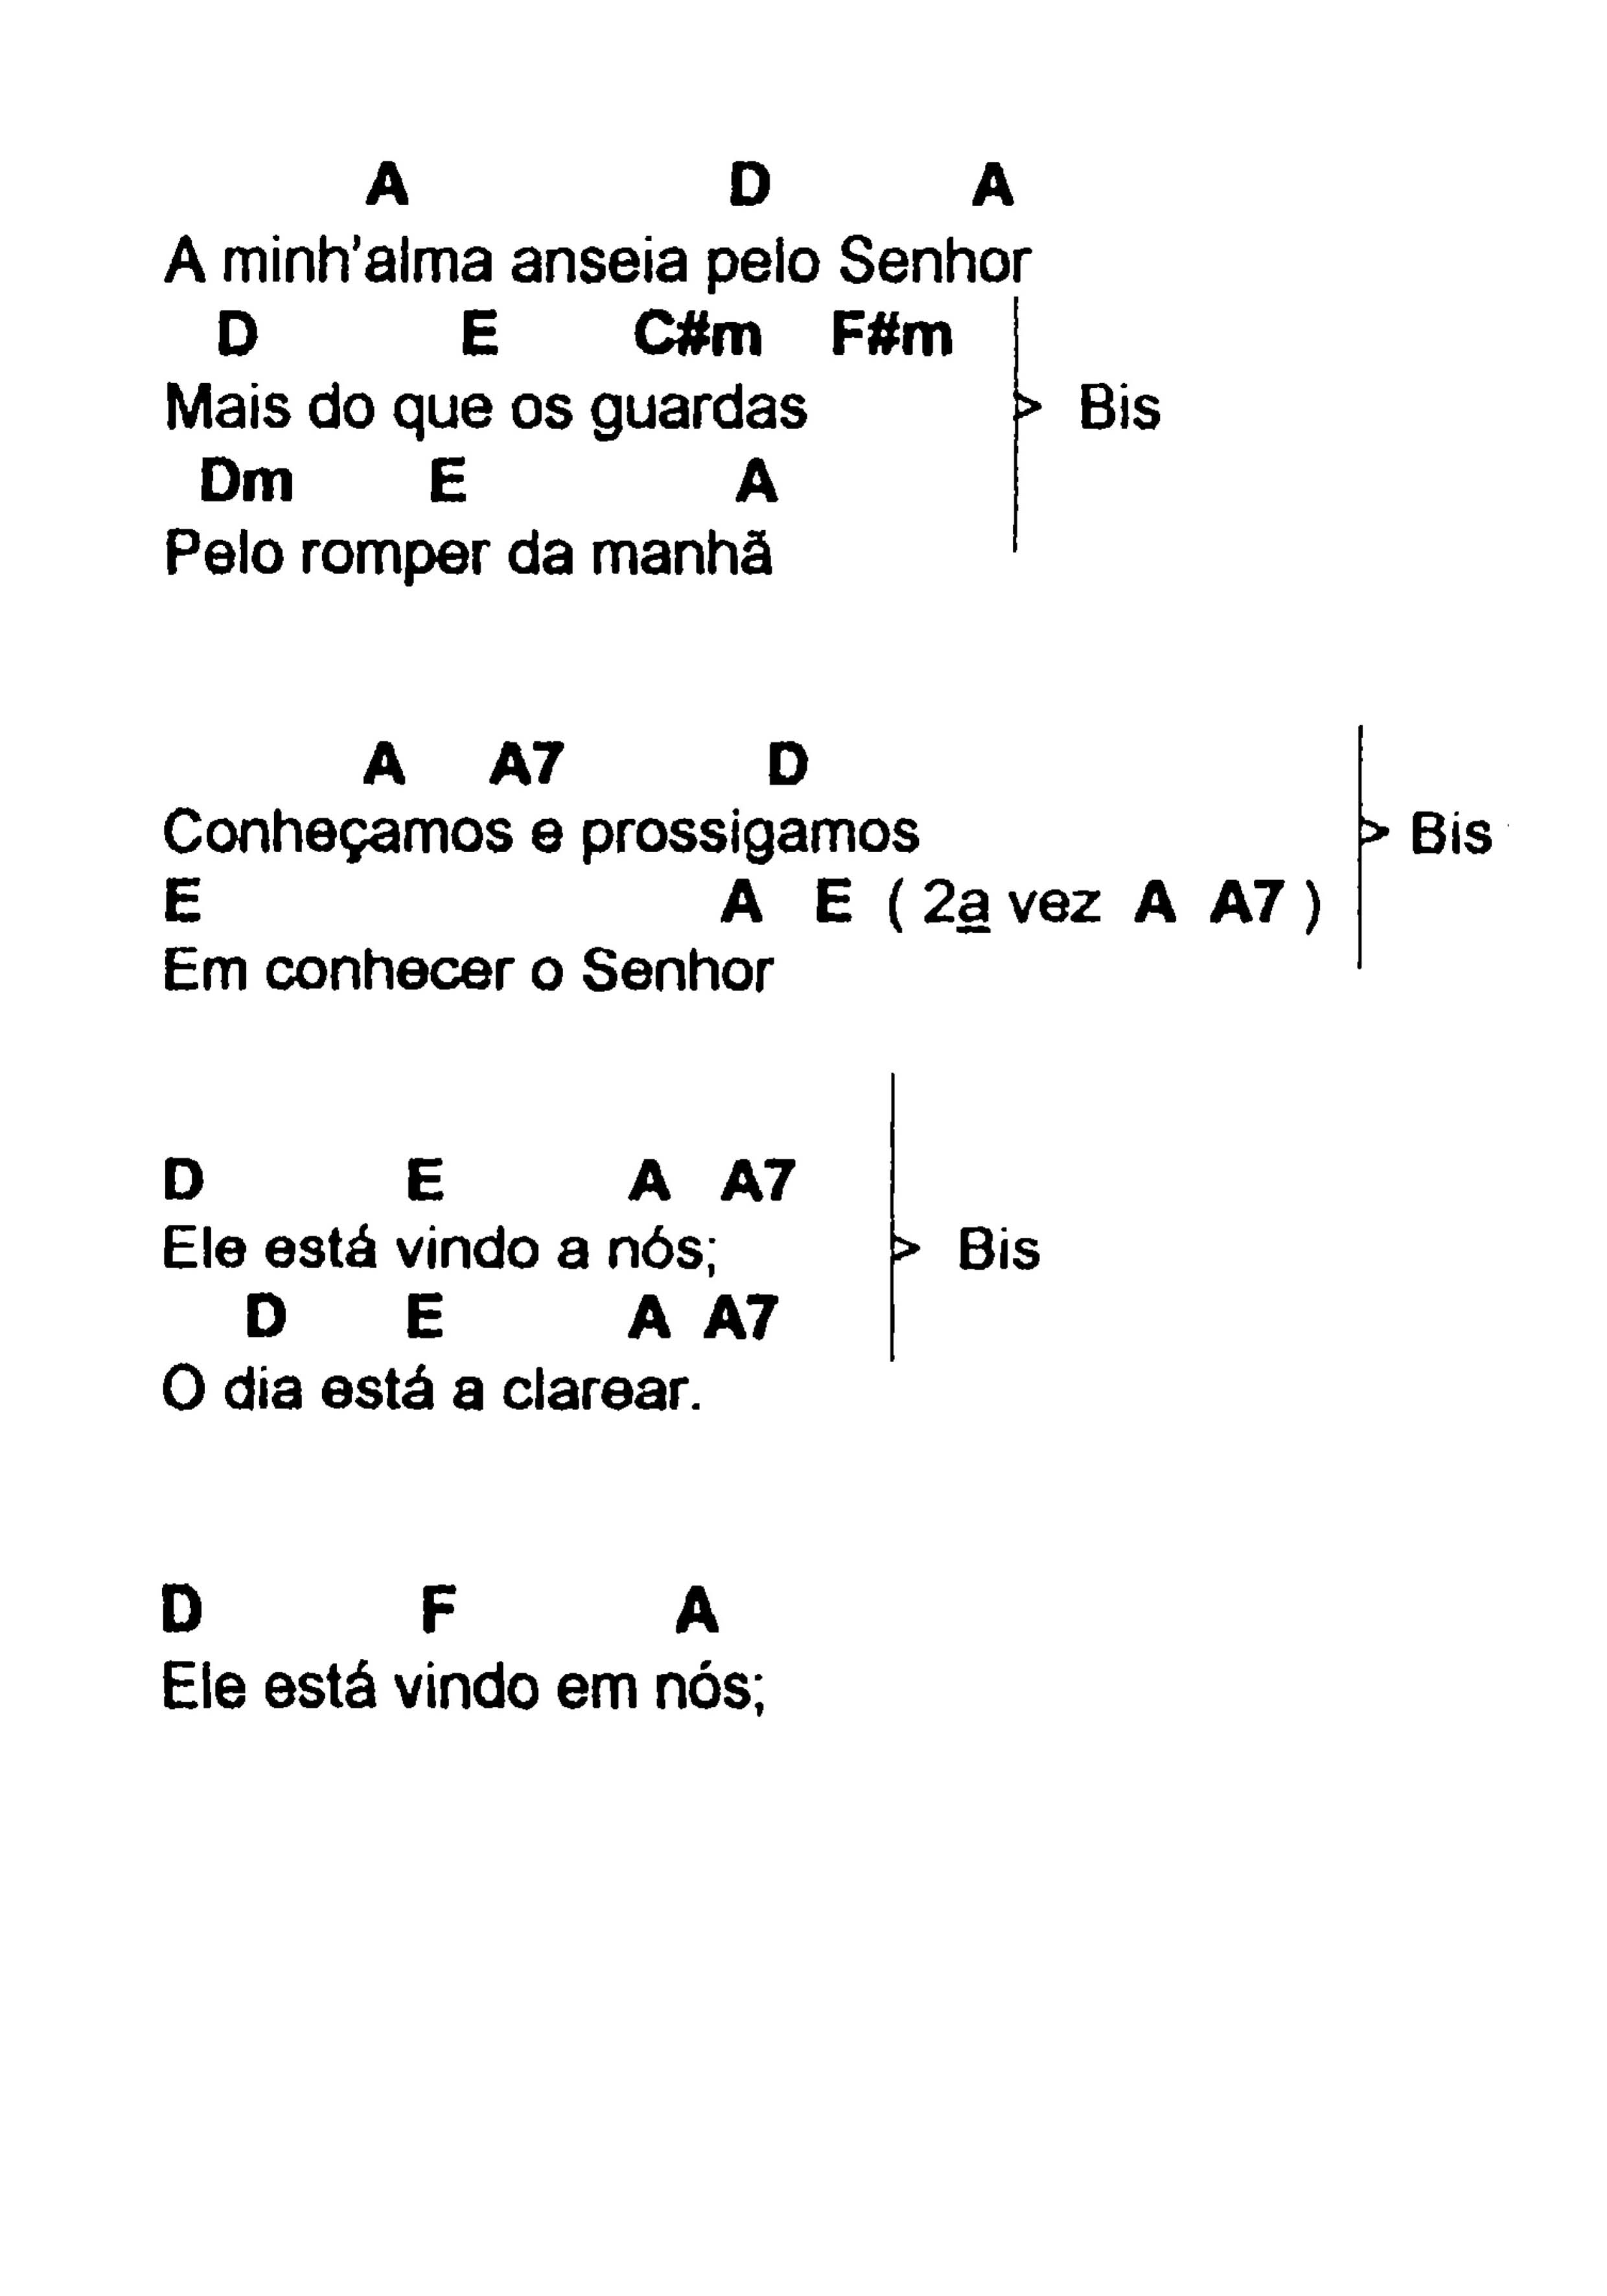 A D A
A minh'alma anseia pelo Senhor
D E C#m F#m
Mais do que os guardas > Bis
Dm E A
Pelo romper da manhã
A A7 D
Conheçamos e prossigamos > Bis
E A E ( 2a vez A A7 )
Em conhecer o Senhor
D E A A7
Ele está vindo a nós; > Bis
D E A A7
O dia está a clarear.
D F A
Ele está vindo em nós;